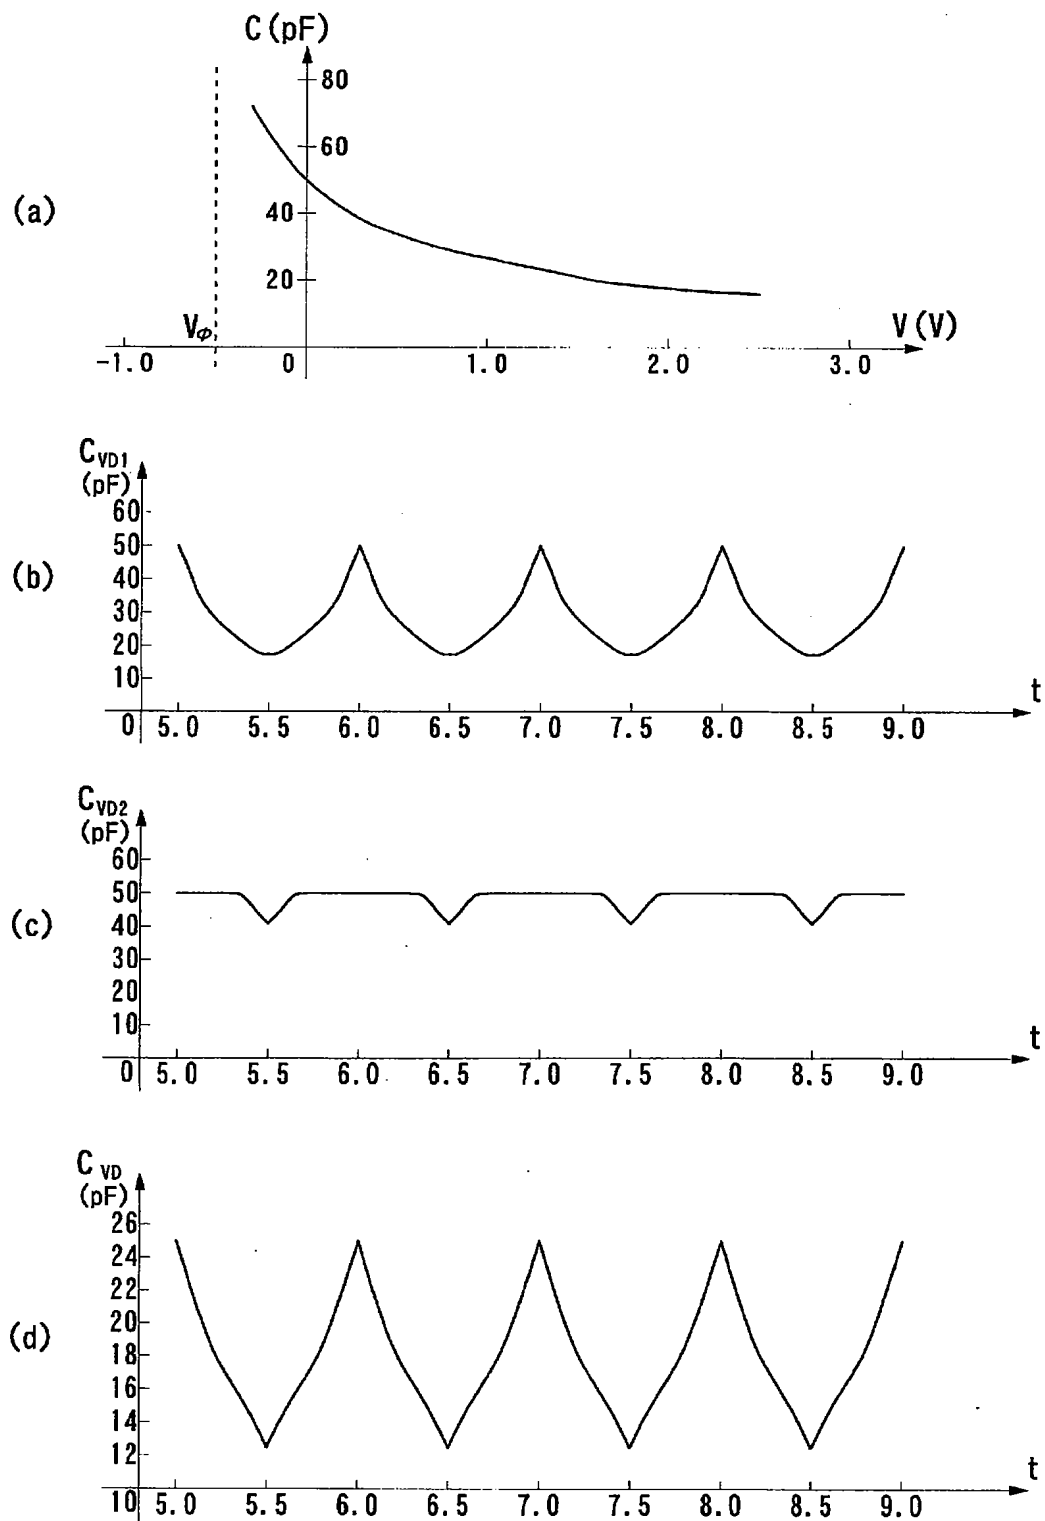 C (pF)
80
60
(a)
40
20
Vφ
V (V)
-1.0 0 1.0 2.0 3.0
CVD1
(pF)
60
50
(b)
40
30
20
10
t
0 5.0 5.5 6.0 6.5 7.0 7.5 8.0 8.5 9.0
CVD2
(pF)
60
50
(c)
40
30
20
10
t
0 5.0 5.5 6.0 6.5 7.0 7.5 8.0 8.5 9.0
CVD
(pF)
26
24
22
20
(d)
18
16
14
12
t
10 5.0 5.5 6.0 6.5 7.0 7.5 8.0 8.5 9.0